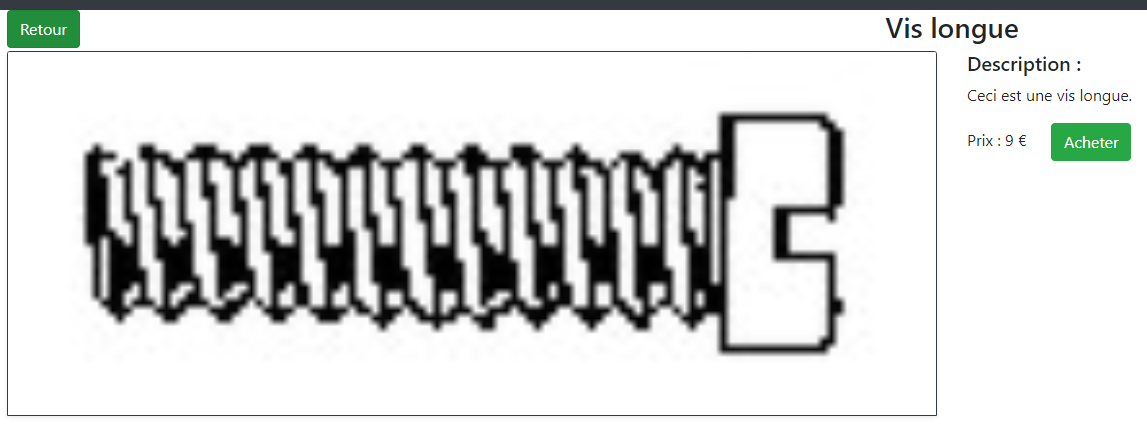 Retour
Vis longue
Description :
Ceci est une vis longue.
Prix : 9 €
Acheter